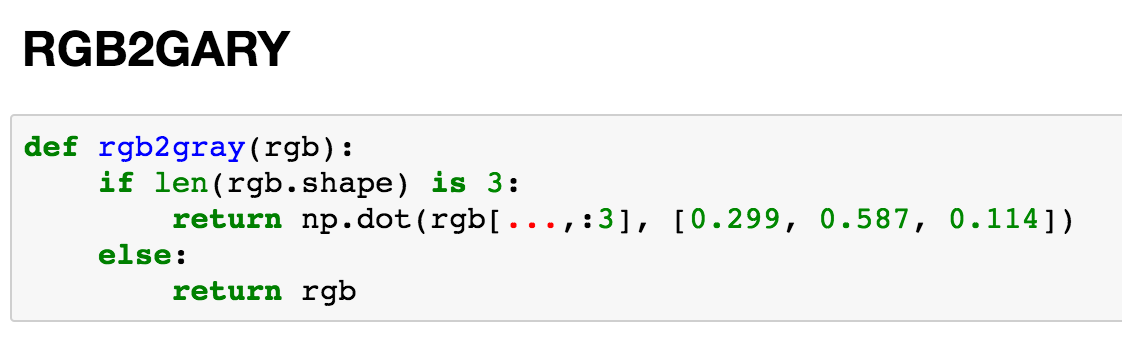 RGB2GARY
def rgb2gray(rgb):
    if len(rgb.shape) is 3:
        return np.dot(rgb[...,:3], [0.299, 0.587, 0.114])
    else:
        return rgb